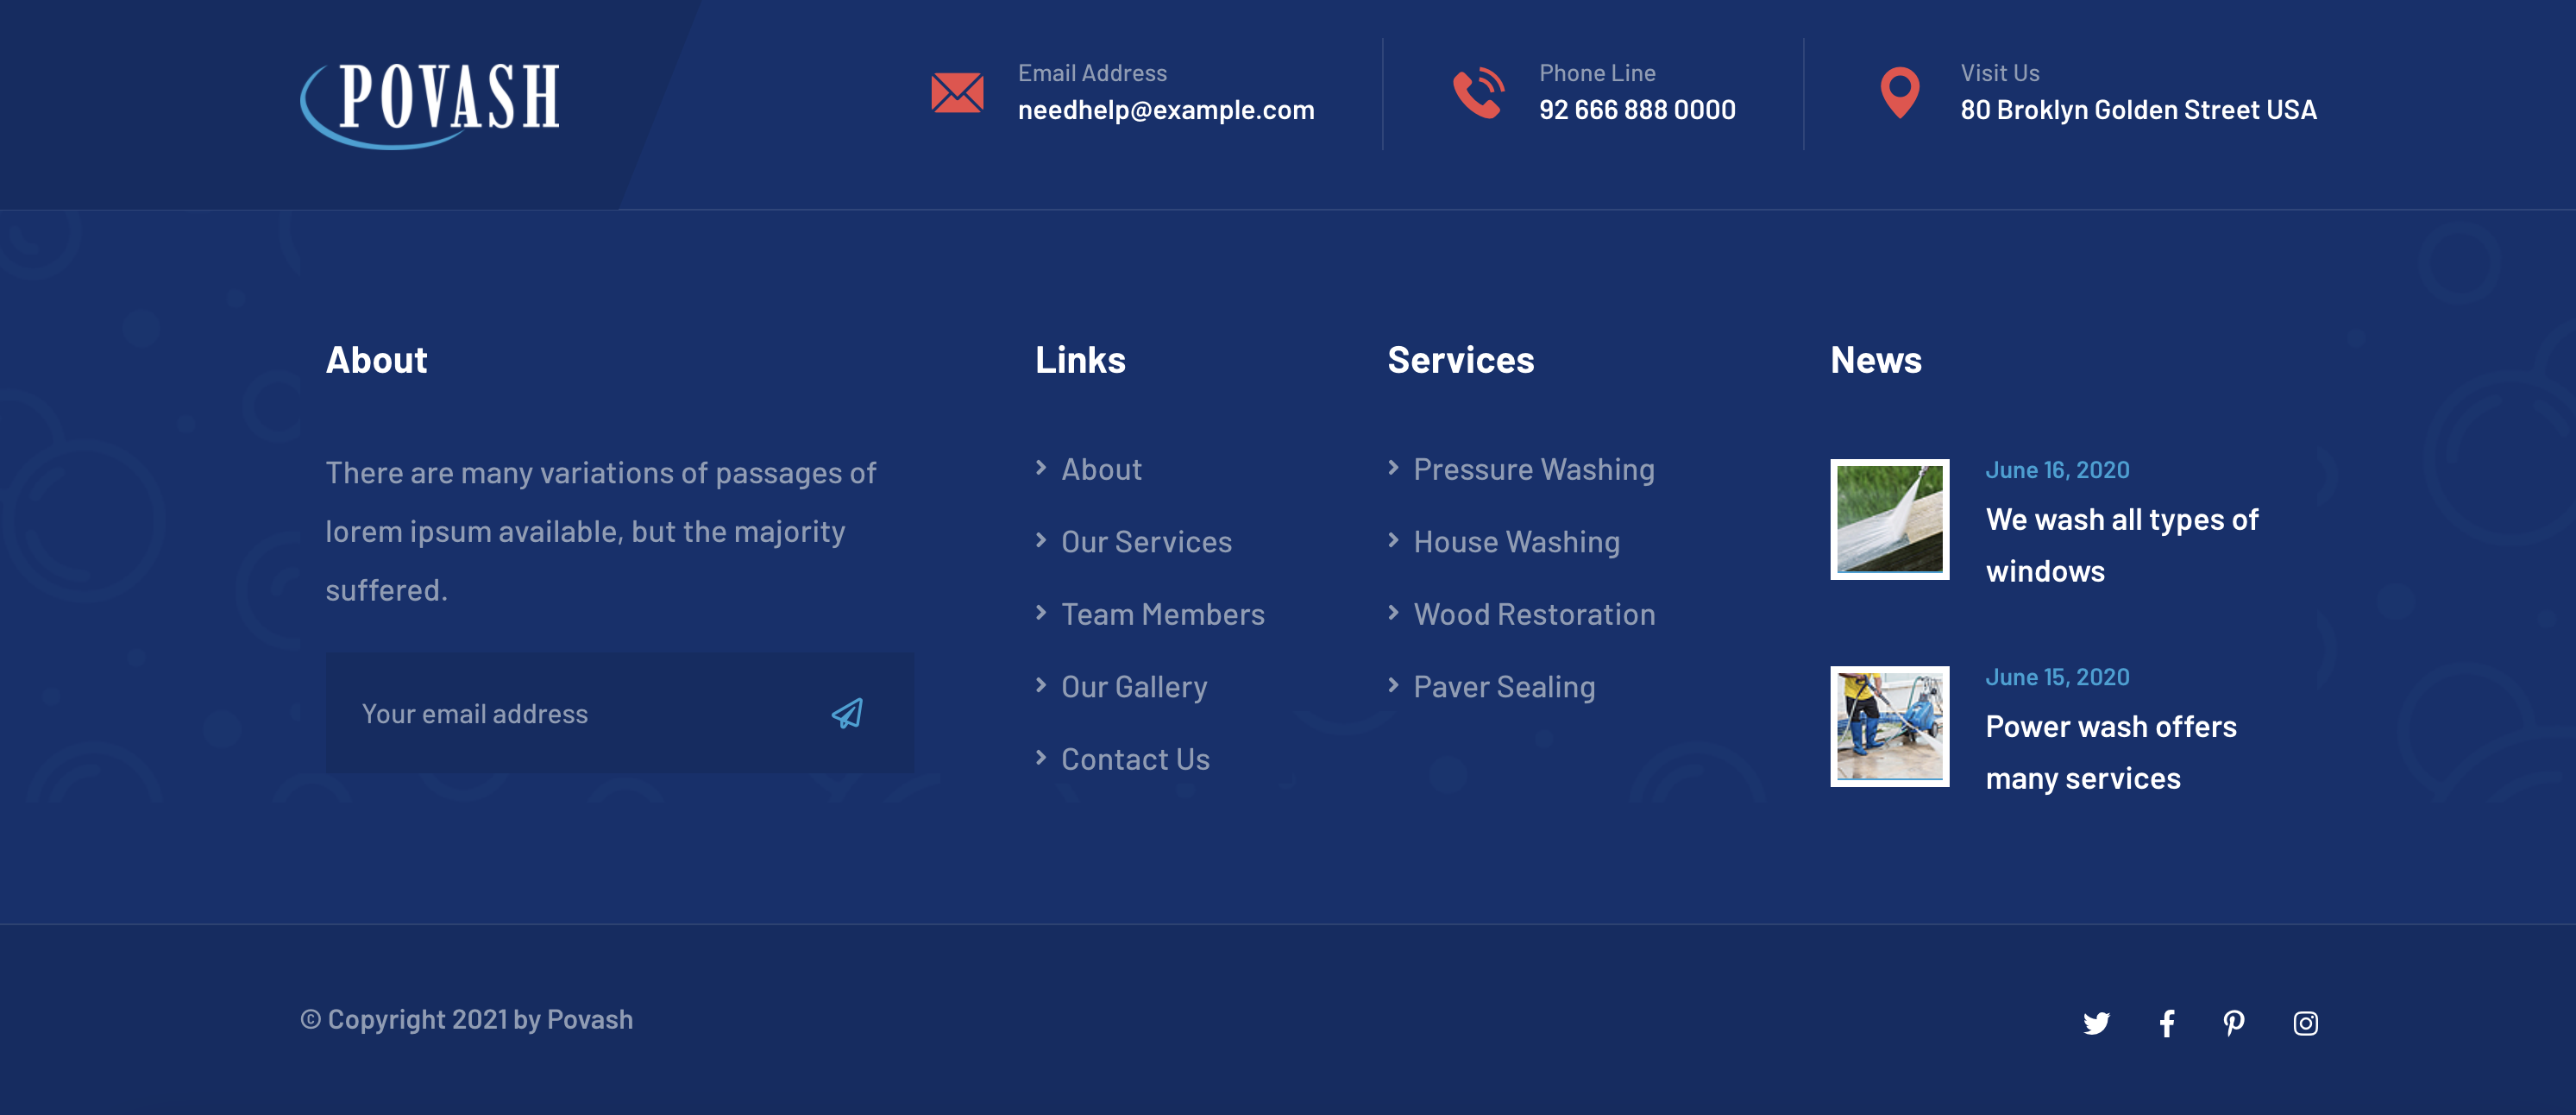 POVASH
Email Address
needhelp@example.com
Phone Line
92 666 888 0000
Visit Us
80 Broklyn Golden Street USA
About
There are many variations of passages of
lorem ipsum available, but the majority
suffered.
Your email address
Links
About
Our Services
Team Members
Our Gallery
Contact Us
Services
Pressure Washing
House Washing
Wood Restoration
Paver Sealing
News
June 16, 2020
We wash all types of
windows
June 15, 2020
Power wash offers
many services
© Copyright 2021 by Povash